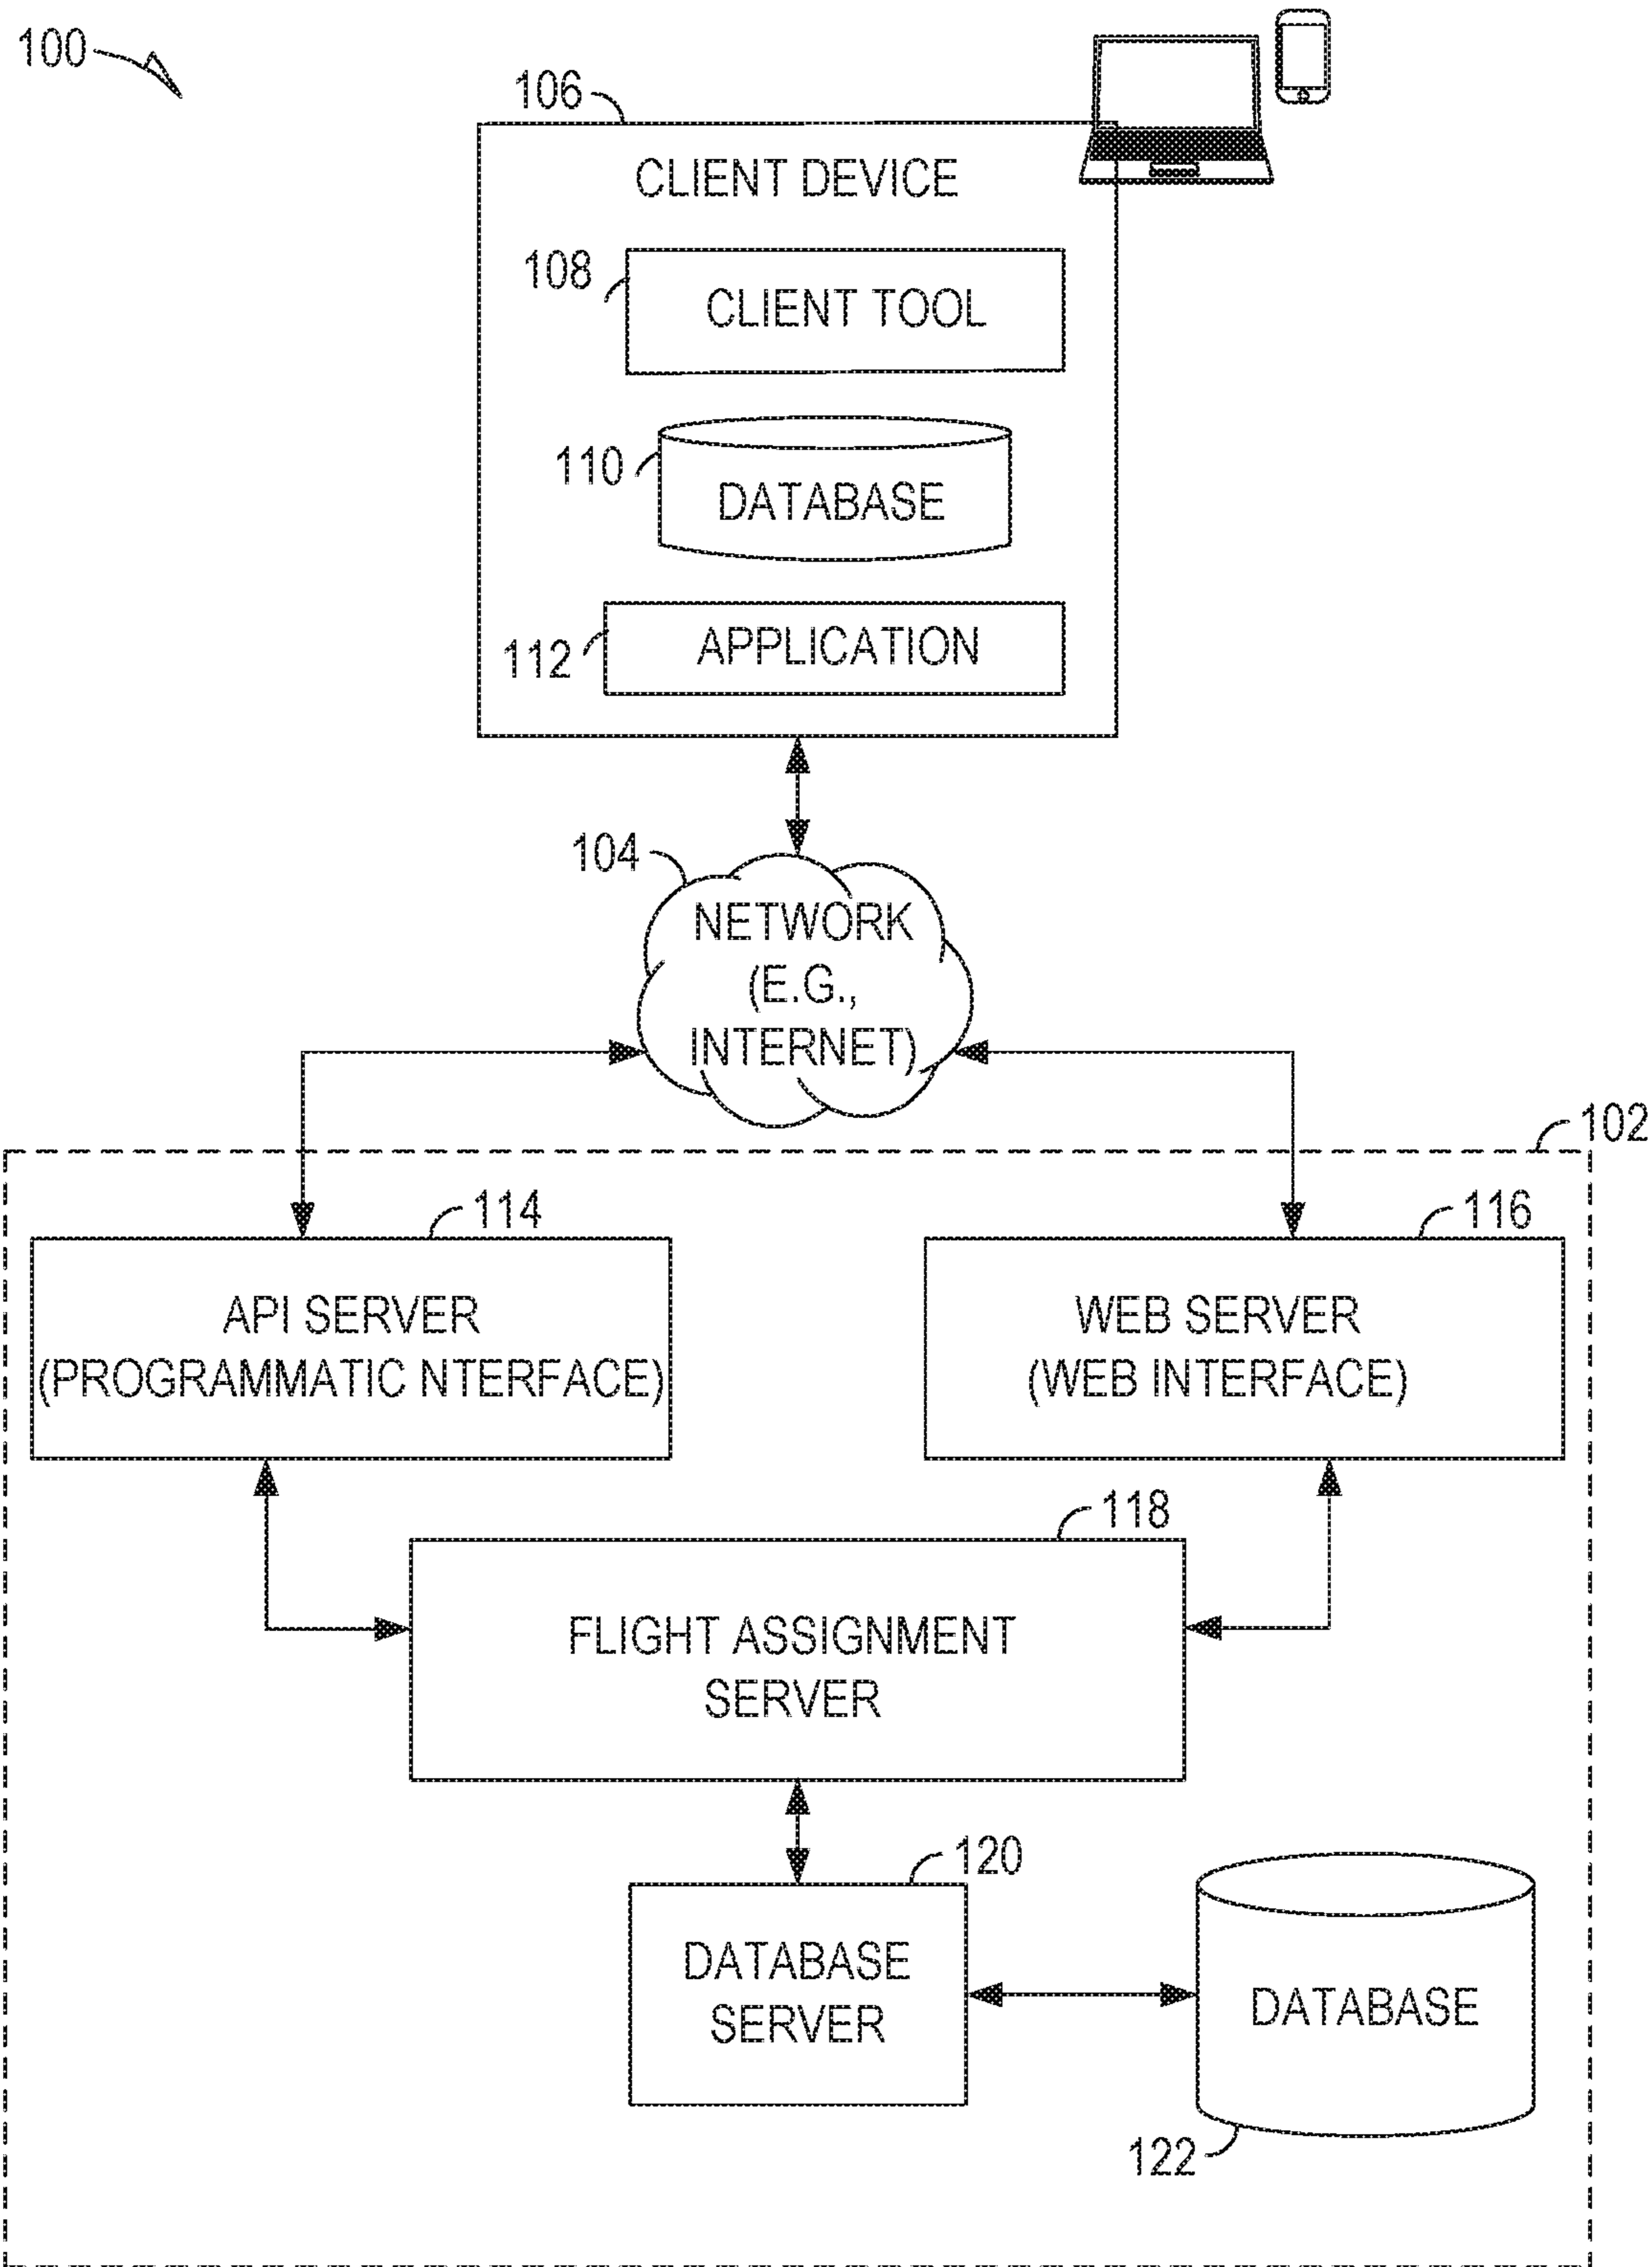 100
106
CLIENT DEVICE
108
CLIENT TOOL
110
DATABASE
112
APPLICATION
104
NETWORK
(E.G.,
INTERNET)
102
114
116
API SERVER
(PROGRAMMATIC NTERFACE)
WEB SERVER
(WEB INTERFACE)
118
FLIGHT ASSIGNMENT
SERVER
120
DATABASE
SERVER
DATABASE
122